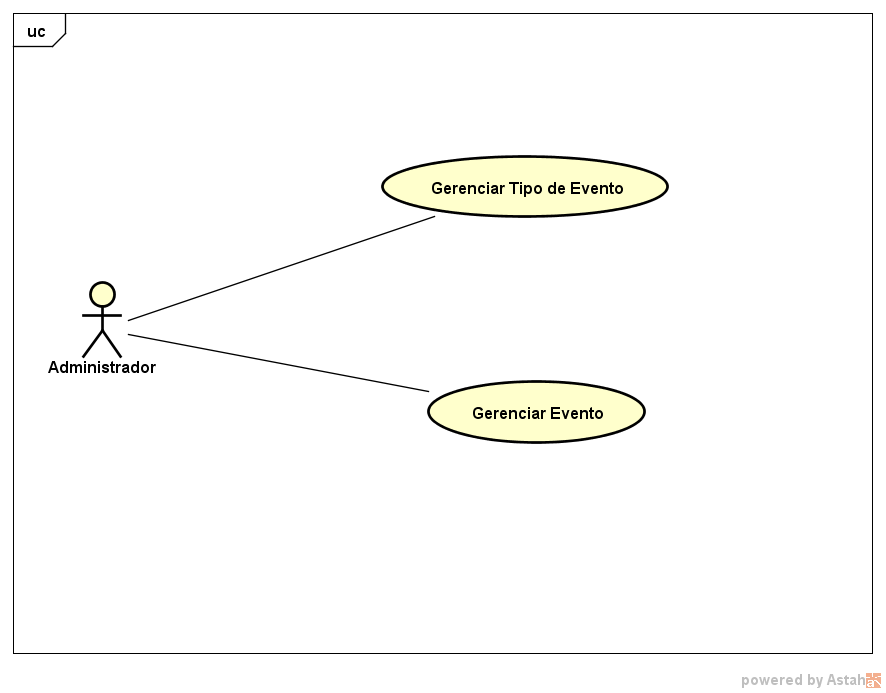 uc
Gerenciar Tipo de Evento
Administrador
Gerenciar Evento
powered by Astah